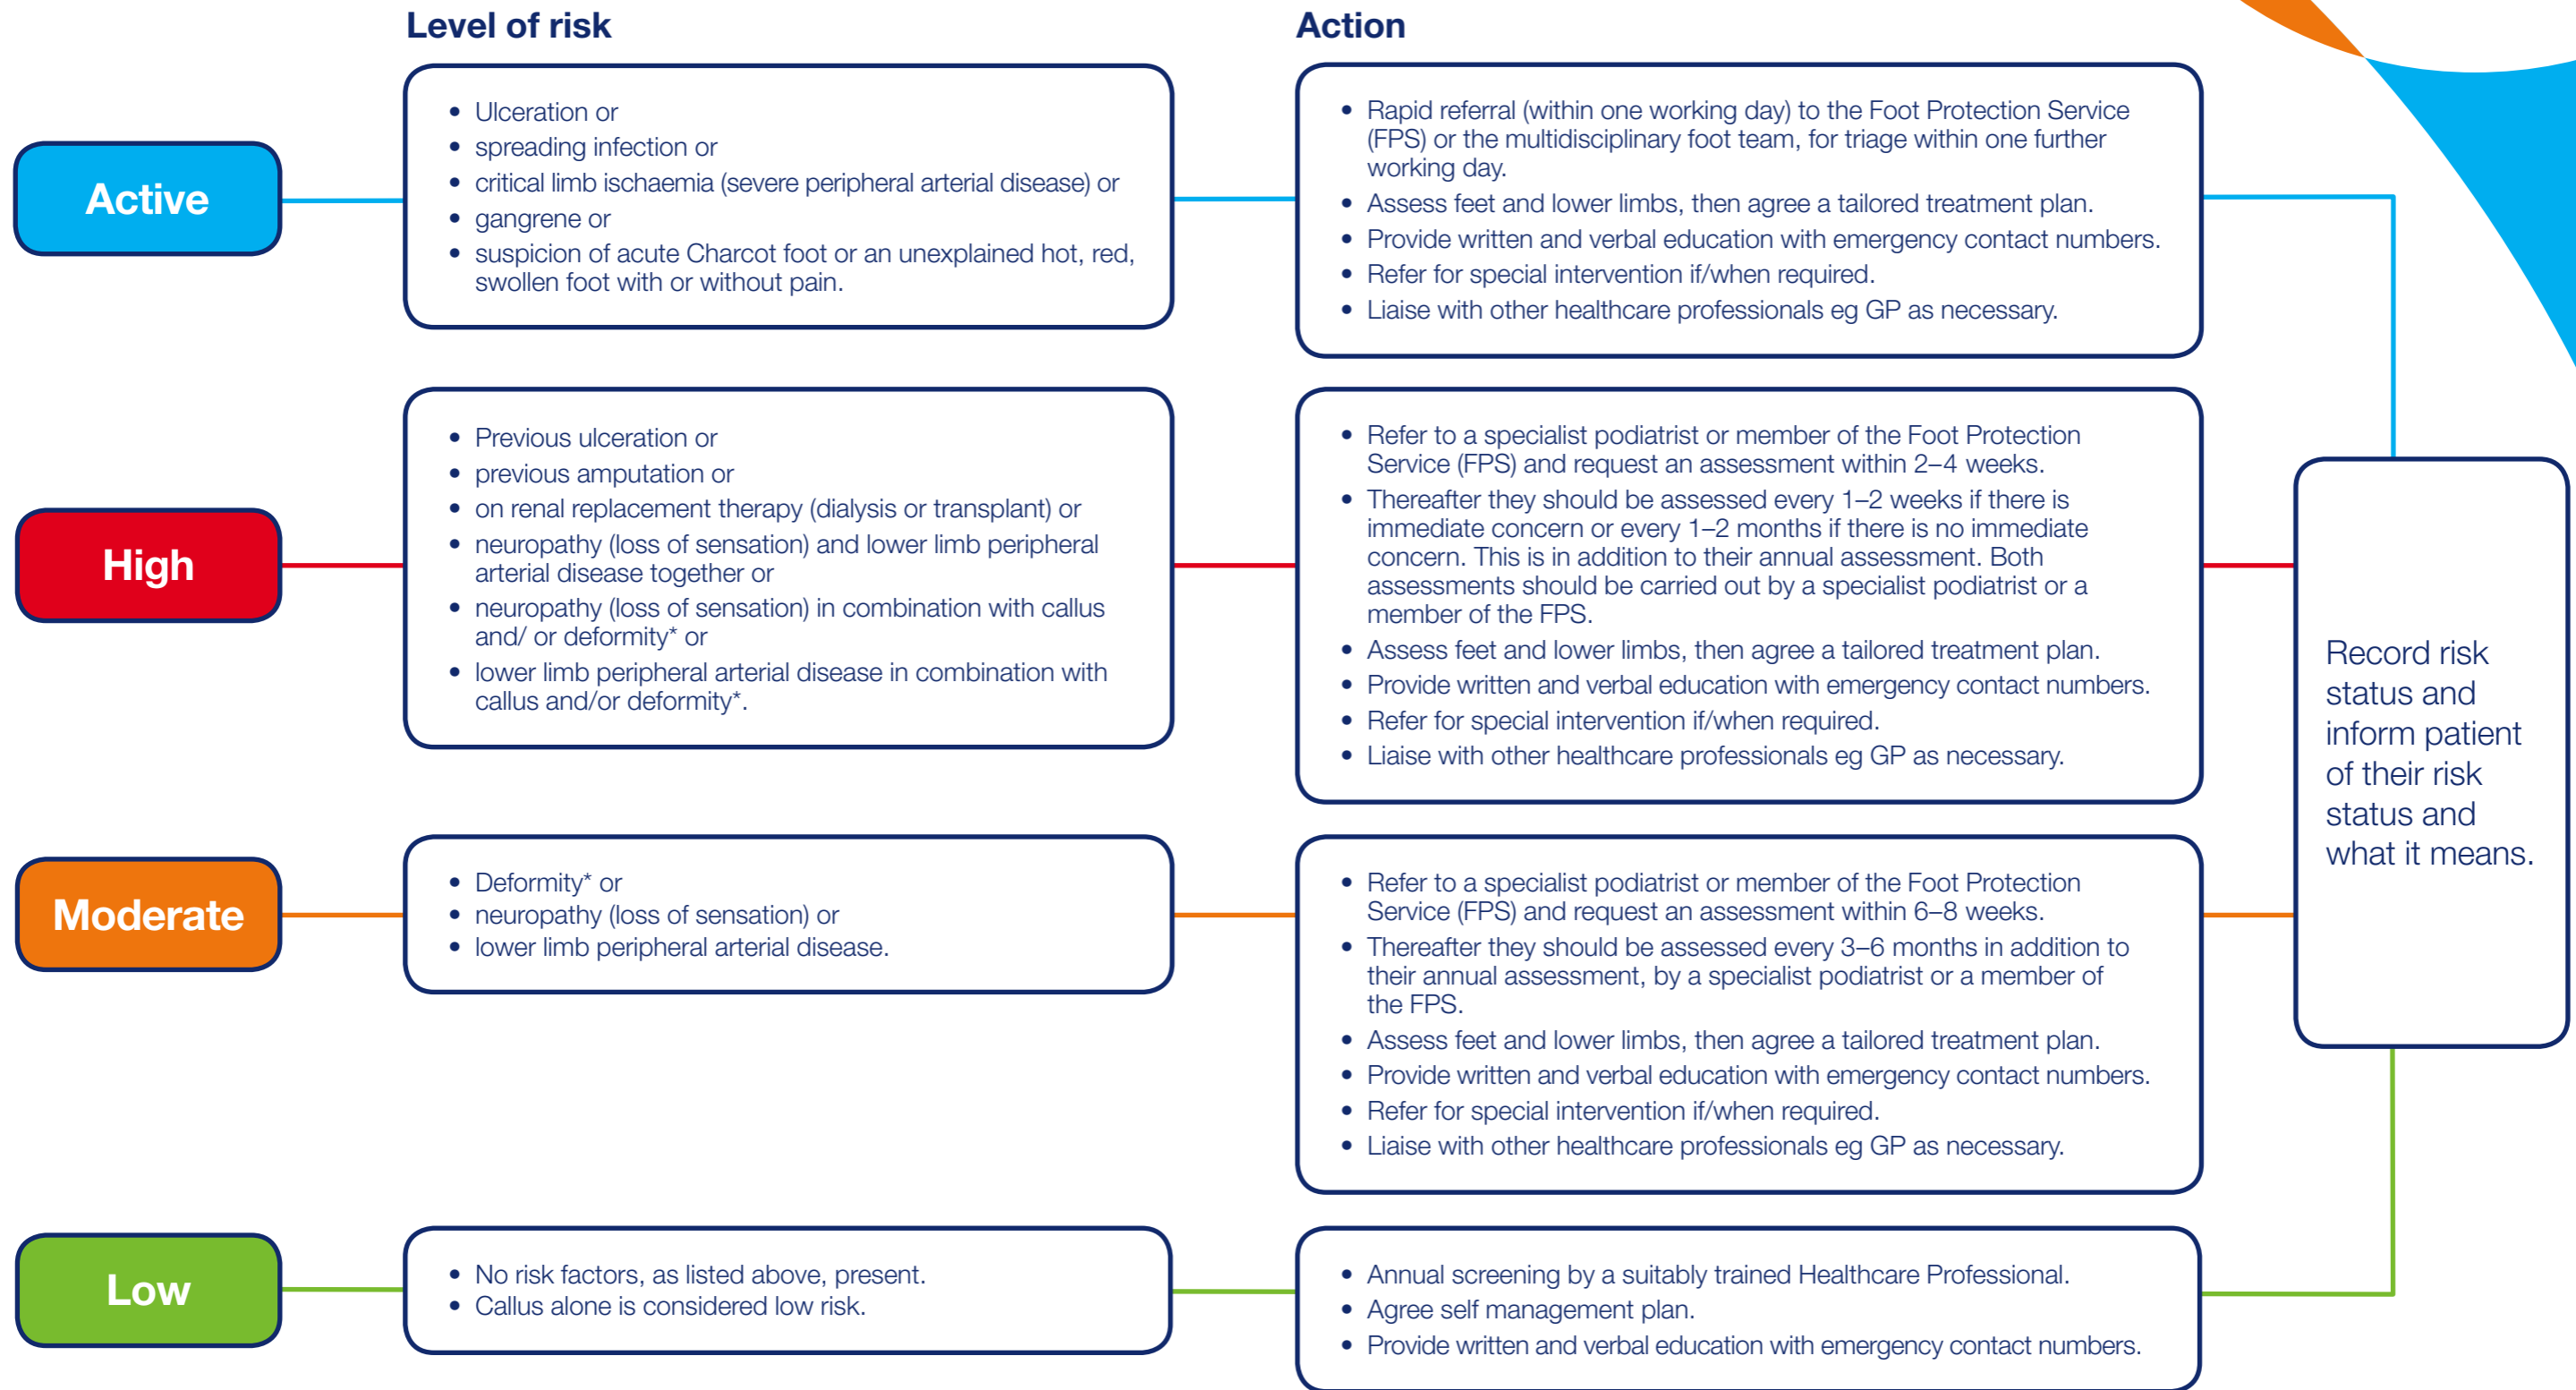 Level of risk
Action
Active
• Ulceration or
• spreading infection or
• critical limb ischaemia (severe peripheral arterial disease) or
• gangrene or
• suspicion of acute Charcot foot or an unexplained hot, red,
swollen foot with or without pain.
• Rapid referral (within one working day) to the Foot Protection Service
(FPS) or the multidisciplinary foot team, for triage within one further
working day.
• Assess feet and lower limbs, then agree a tailored treatment plan.
• Provide written and verbal education with emergency contact numbers.
• Refer for special intervention if/when required.
• Liaise with other healthcare professionals eg GP as necessary.
High
• Previous ulceration or
• previous amputation or
• on renal replacement therapy (dialysis or transplant) or
• neuropathy (loss of sensation) and lower limb peripheral
arterial disease together or
• neuropathy (loss of sensation) in combination with callus
and/ or deformity* or
• lower limb peripheral arterial disease in combination with
callus and/or deformity*.
• Refer to a specialist podiatrist or member of the Foot Protection
Service (FPS) and request an assessment within 2–4 weeks.
• Thereafter they should be assessed every 1–2 weeks if there is
immediate concern or every 1–2 months if there is no immediate
concern. This is in addition to their annual assessment. Both
assessments should be carried out by a specialist podiatrist or a
member of the FPS.
• Assess feet and lower limbs, then agree a tailored treatment plan.
• Provide written and verbal education with emergency contact numbers.
• Refer for special intervention if/when required.
• Liaise with other healthcare professionals eg GP as necessary.
Moderate
• Deformity* or
• neuropathy (loss of sensation) or
• lower limb peripheral arterial disease.
• Refer to a specialist podiatrist or member of the Foot Protection
Service (FPS) and request an assessment within 6–8 weeks.
• Thereafter they should be assessed every 3–6 months in addition to
their annual assessment, by a specialist podiatrist or a member of
the FPS.
• Assess feet and lower limbs, then agree a tailored treatment plan.
• Provide written and verbal education with emergency contact numbers.
• Refer for special intervention if/when required.
• Liaise with other healthcare professionals eg GP as necessary.
Low
• No risk factors, as listed above, present.
• Callus alone is considered low risk.
• Annual screening by a suitably trained Healthcare Professional.
• Agree self management plan.
• Provide written and verbal education with emergency contact numbers.
Record risk
status and
inform patient
of their risk
status and
what it means.